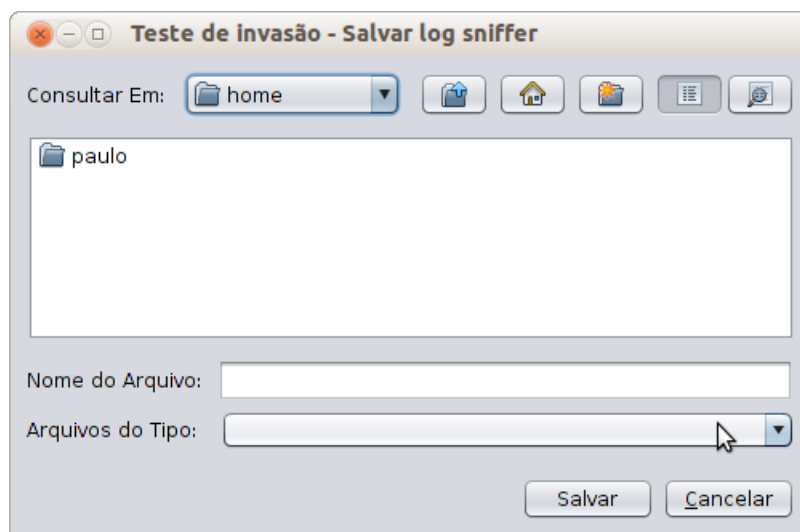 Teste de invasão - Salvar log sniffer
Consultar Em: home
paulo
Nome do Arquivo:
Arquivos do Tipo:
Salvar Cancelar